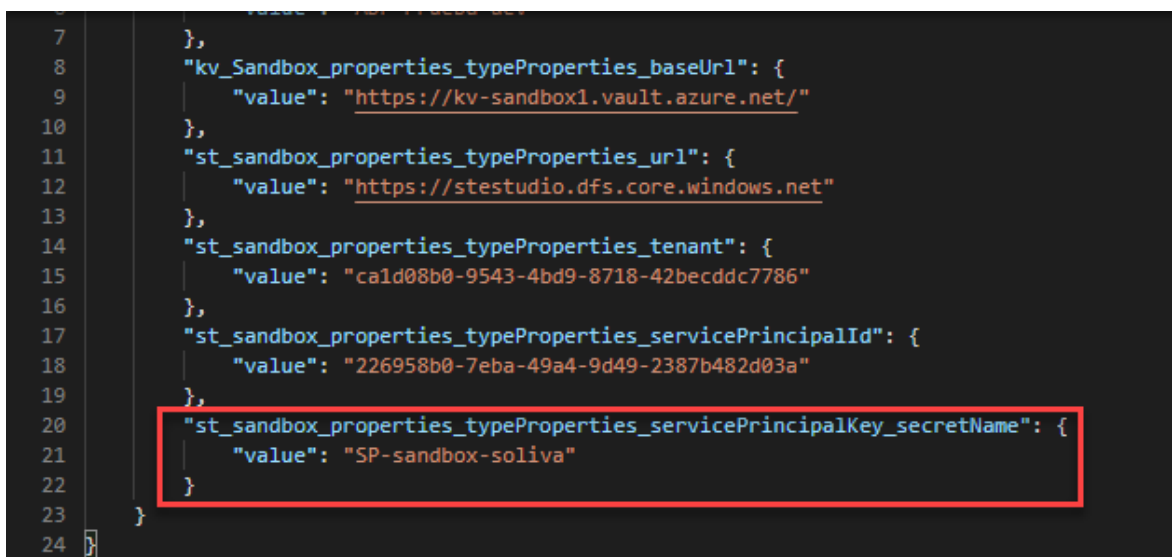 7 },
8 "kv_Sandbox_properties_typeProperties_baseUrl": {
9 "value": "https://kv-sandbox1.vault.azure.net/"
10 },
11 "st_sandbox_properties_typeProperties_url": {
12 "value": "https://stestudio.dfs.core.windows.net"
13 },
14 "st_sandbox_properties_typeProperties_tenant": {
15 "value": "ca1d08b0-9543-4bd9-8718-42becddc7786"
16 },
17 "st_sandbox_properties_typeProperties_servicePrincipalId": {
18 "value": "226958b0-7eba-49a4-9d49-2387b482d03a"
19 },
20 "st_sandbox_properties_typeProperties_servicePrincipalKey_secretName": {
21 "value": "SP-sandbox-soliva"
22 }
23 }
24 }